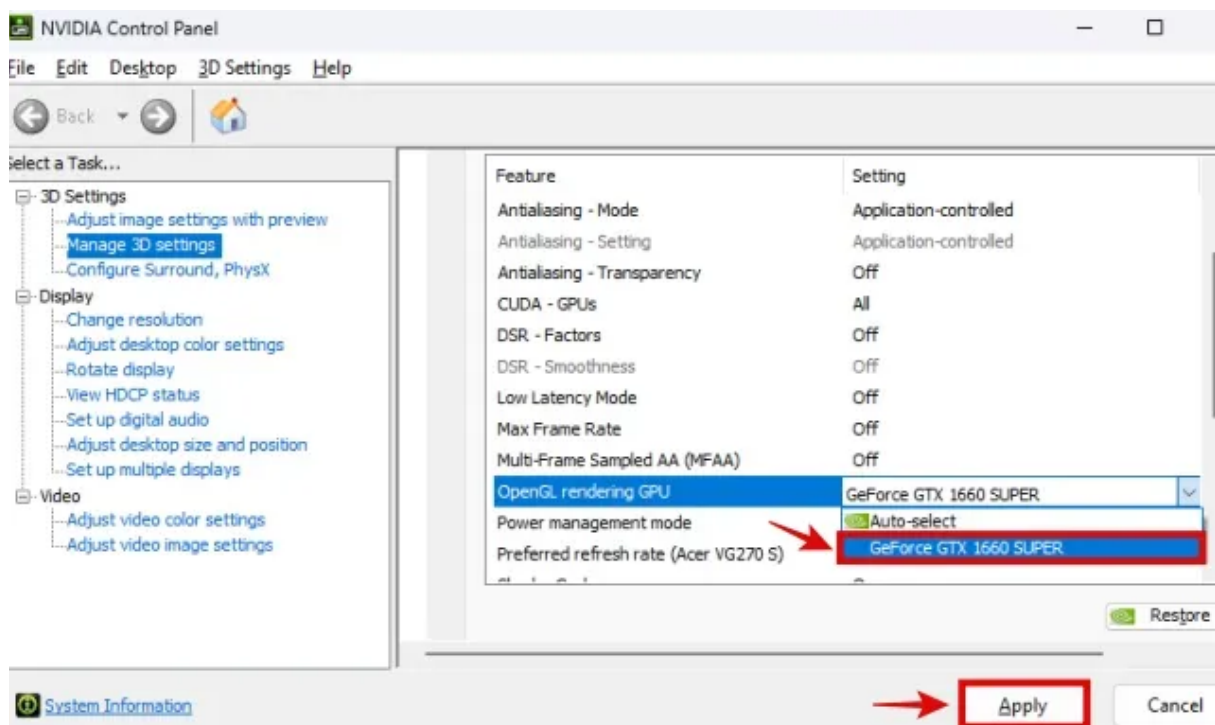 NVIDIA Control Panel
File Edit Desktop 3D Settings Help
Back
Select a Task...
3D Settings
Adjust image settings with preview
Manage 3D settings
Configure Surround, PhysX
Display
Change resolution
Adjust desktop color settings
Rotate display
View HDCP status
Set up digital audio
Adjust desktop size and position
Set up multiple displays
Video
Adjust video color settings
Adjust video image settings
Feature Setting
Antialiasing - Mode Application-controlled
Antialiasing - Setting Application-controlled
Antialiasing - Transparency Off
CUDA - GPUs All
DSR - Factors Off
DSR - Smoothness Off
Low Latency Mode Off
Max Frame Rate Off
Multi-Frame Sampled AA (MFAA) Off
OpenGL rendering GPU GeForce GTX 1660 SUPER
Power management mode Auto-select
GeForce GTX 1660 SUPER
Preferred refresh rate (Acer VG270 S)
Restore
System Information
Apply Cancel